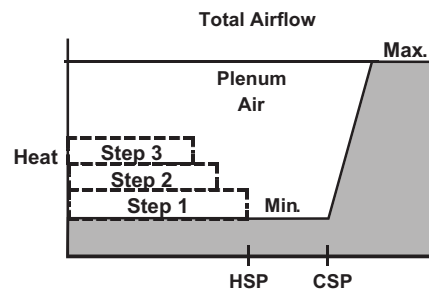 Total Airflow
Max.
Plenum
Air
Heat
Step 3
Step 2
Step 1
Min.
HSP
CSP